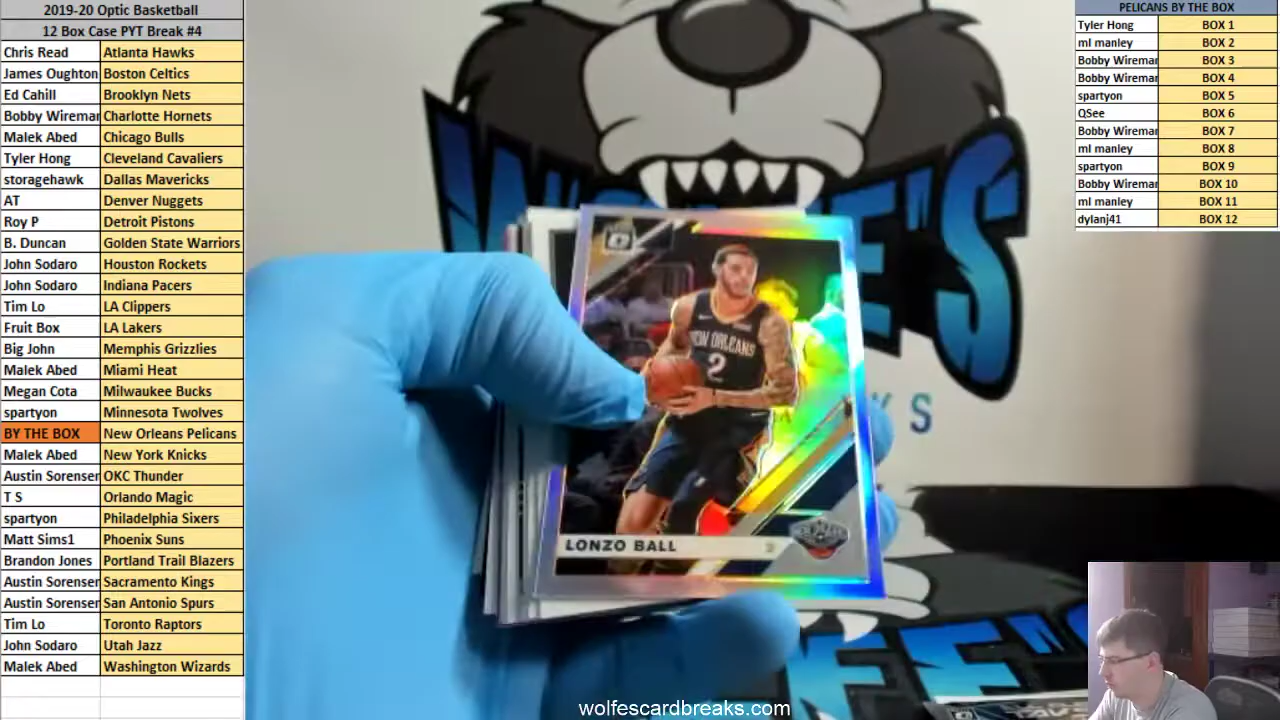 2019-20 Optic Basketball
12 Box Case PYT Break #4
Chris Read Atlanta Hawks
James Oughton Boston Celtics
Ed Cahill Brooklyn Nets
Bobby Wireman Charlotte Hornets
Malek Abed Chicago Bulls
Tyler Hong Cleveland Cavaliers
storagehawk Dallas Mavericks
AT Denver Nuggets
Roy P Detroit Pistons
B. Duncan Golden State Warriors
John Sodaro Houston Rockets
John Sodaro Indiana Pacers
Tim Lo LA Clippers
Fruit Box LA Lakers
Big John Memphis Grizzlies
Malek Abed Miami Heat
Megan Cota Milwaukee Bucks
spartyon Minnesota Twolves
BY THE BOX New Orleans Pelicans
Malek Abed New York Knicks
Austin Sorensen OKC Thunder
T S Orlando Magic
spartyon Philadelphia Sixers
Matt Sims1 Phoenix Suns
Brandon Jones Portland Trail Blazers
Austin Sorensen Sacramento Kings
Austin Sorensen San Antonio Spurs
Tim Lo Toronto Raptors
John Sodaro Utah Jazz
Malek Abed Washington Wizards
PELICANS BY THE BOX
Tyler Hong BOX 1
ml manley BOX 2
Bobby Wireman BOX 3
Bobby Wireman BOX 4
spartyon BOX 5
QSee BOX 6
Bobby Wireman BOX 7
ml manley BOX 8
spartyon BOX 9
Bobby Wireman BOX 10
ml manley BOX 11
dylanj41 BOX 12
NEW ORLEANS
2
LONZO BALL
2
wolfescardbreaks.com